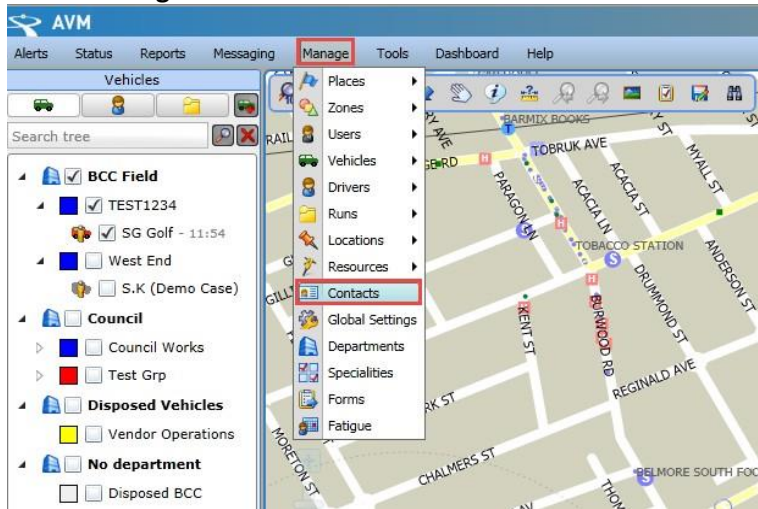 AVM
Alerts Status Reports Messaging Manage Tools Dashboard Help
Vehicles
Search tree
BCC Field
TEST1234
SG Golf - 11:54
West End
S.K (Demo Case)
Council
Council Works
Test Grp
Disposed Vehicles
Vendor Operations
No department
Disposed BCC
Places
Zones
Users
Vehicles
Drivers
Runs
Locations
Resources
Contacts
Global Settings
Departments
Specialities
Forms
Fatigue
BARMIX BOOKS
TOBRUK AVE
PARAGON LN
ACACIA LN
ACACIA ST
MYALL ST
TOBACCO STATION
ANDERSON ST
DRUMMOND ST
KENT ST
BURWOOD RD
REGINALD AVE
CHALMERS ST
MORETON ST
BELMORE SOUTH FOO